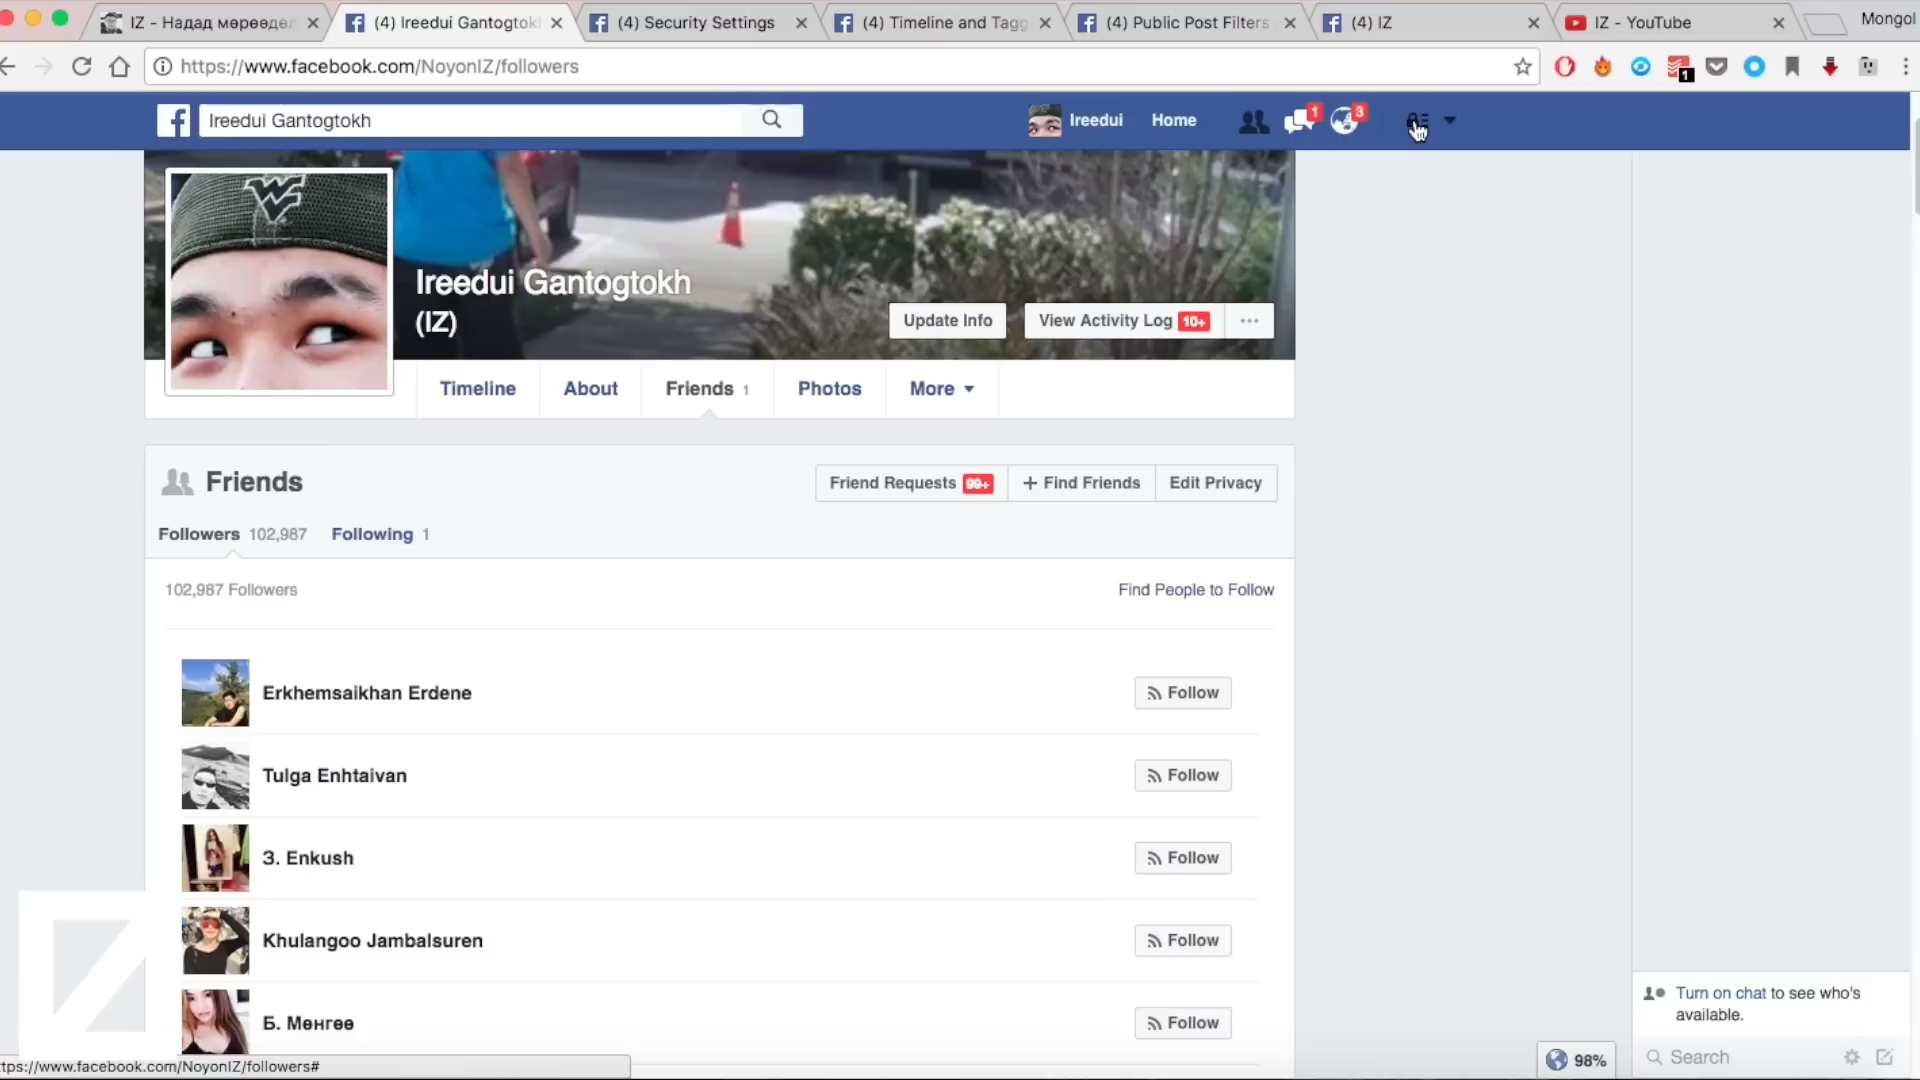 IZ - Надад мөрөөдөл
(4) Ireedui Gantogtokh
(4) Security Settings
(4) Timeline and Tagg
(4) Public Post Filters
(4) IZ
IZ - YouTube
Mongol
https://www.facebook.com/NoyonIZ/followers
1
Ireedui Gantogtokh
Ireedui
Home
1
3
Ireedui Gantogtokh
(IZ)
Update Info
View Activity Log 10+
Timeline
About
Friends 1
Photos
More
Friends
Friend Requests 99+
+ Find Friends
Edit Privacy
Followers 102,987
Following 1
102,987 Followers
Find People to Follow
Erkhemsaikhan Erdene
Follow
Tulga Enhtaivan
Follow
З. Enkush
Follow
Khulangoo Jambalsuren
Follow
Б. Мөнгөө
Follow
Turn on chat to see who's
available.
Search
98%
tps://www.facebook.com/NoyonIZ/followers#